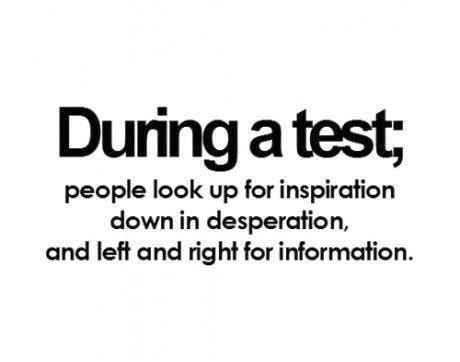 During a test;
people look up for inspiration
down in desperation,
and left and right for information.